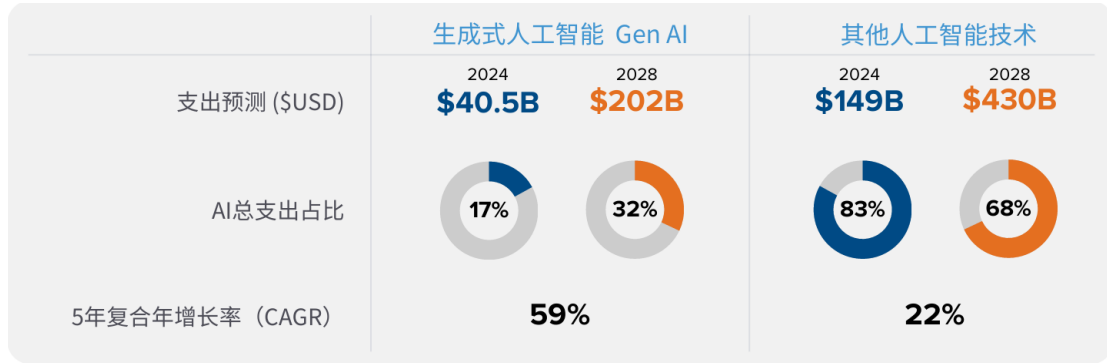 生成式人工智能 Gen AI
其他人工智能技术
支出预测 ($USD)
2024
$40.5B
2028
$202B
2024
$149B
2028
$430B
AI总支出占比
17%
32%
83%
68%
5年复合年增长率（CAGR）
59%
22%